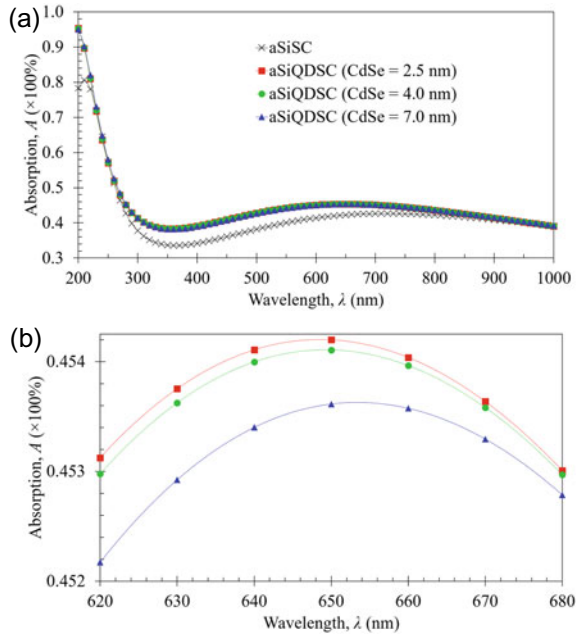 (a)
1.0
0.9
0.8
0.7
0.6
0.5
0.4
0.3
Absorption, A (×100%)
aSiSC
aSiQDSC (CdSe = 2.5 nm)
aSiQDSC (CdSe = 4.0 nm)
aSiQDSC (CdSe = 7.0 nm)
200 300 400 500 600 700 800 900 1000
Wavelength, λ (nm)
(b)
0.454
0.453
0.452
Absorption, A (×100%)
620 630 640 650 660 670 680
Wavelength, λ (nm)